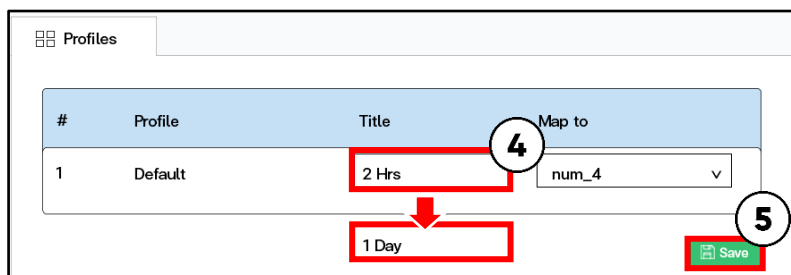 Profiles
# Profile Title Map to
4
1 Default 2 Hrs num_4 v
5
1 Day Save